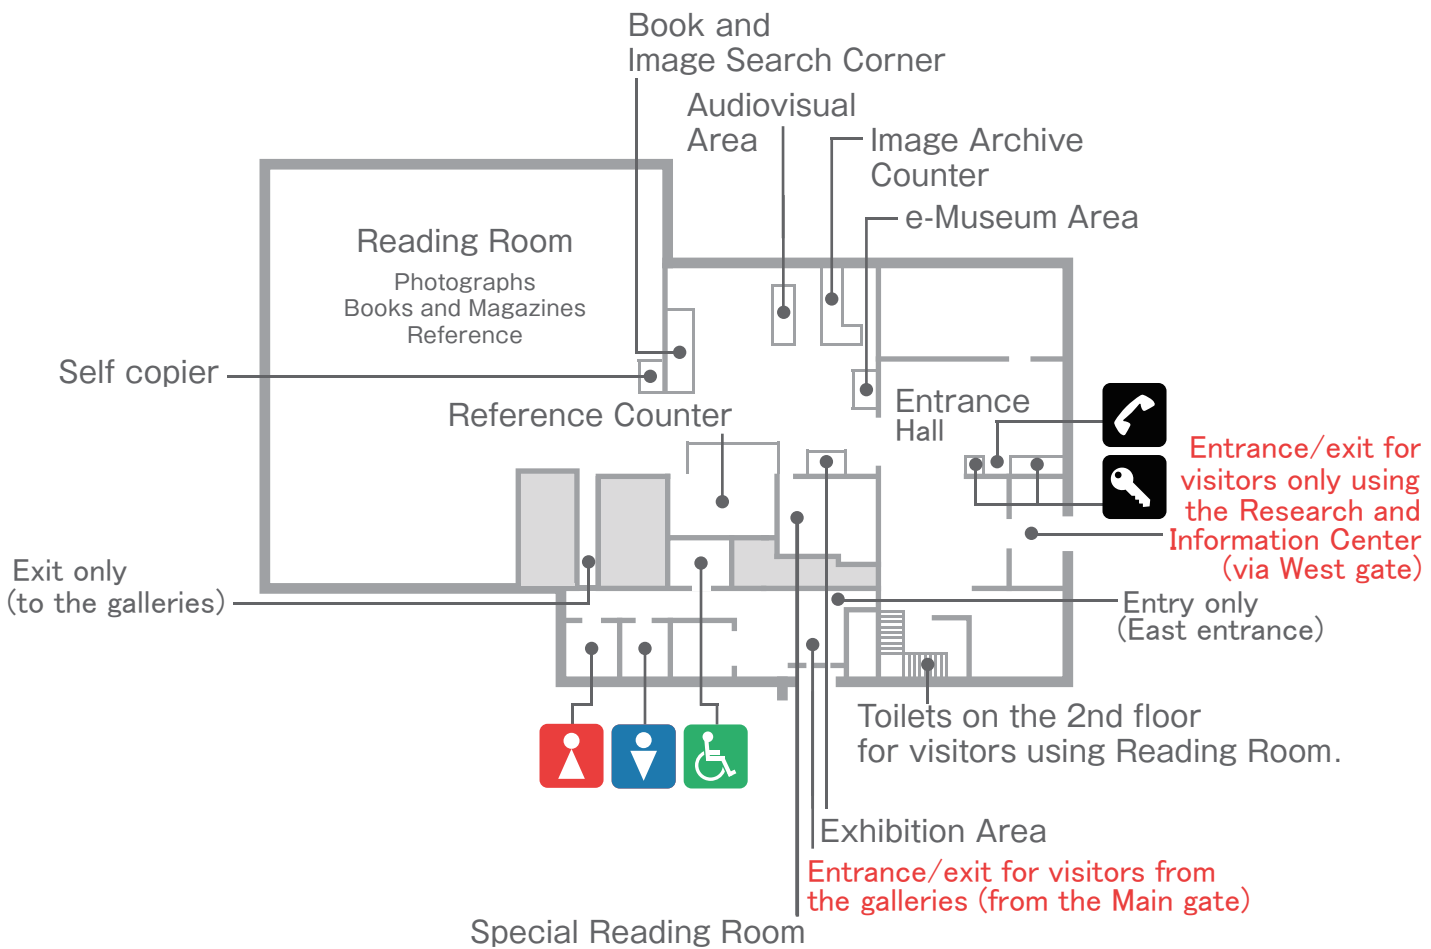 Book and
Image Search Corner
Audiovisual
Area
Image Archive
Counter
e-Museum Area
Reading Room
Photographs
Books and Magazines
Reference
Self copier
Reference Counter
Entrance
Hall
Entrance/exit for
visitors only using
the Research and
Information Center
(via West gate)
Exit only
(to the galleries)
Entry only
(East entrance)
Toilets on the 2nd floor
for visitors using Reading Room.
Exhibition Area
Entrance/exit for visitors from
the galleries (from the Main gate)
Special Reading Room